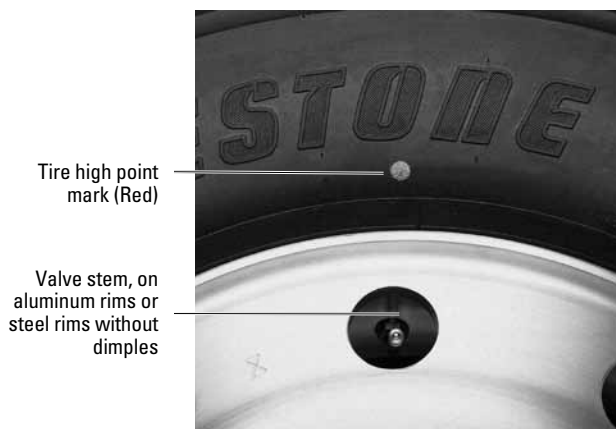 ESTONE
Tire high point
mark (Red)
Valve stem, on
aluminum rims or
steel rims without
dimples